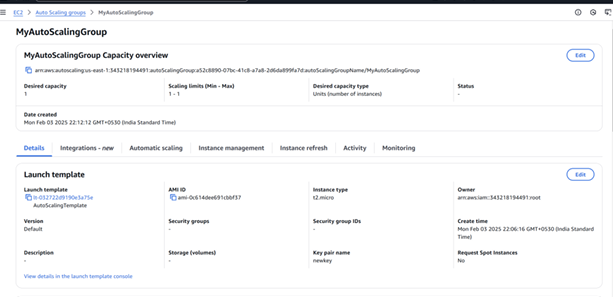 EC2 > Auto Scaling groups > MyAutoScalingGroup
MyAutoScalingGroup
MyAutoScalingGroup Capacity overview
Edit
arn:aws:autoscaling:us-east-1:343218194491:autoScalingGroup:a52c8890-07bc-41c8-a7a8-2d6da899fa7d:autoScalingGroupName/MyAutoScalingGroup
Desired capacity Scaling limits (Min - Max) Desired capacity type Status
1 1 - 1 Units (number of instances) -
Date created
Mon Feb 03 2025 22:12:12 GMT+0530 (India Standard Time)
Details Integrations - new Automatic scaling Instance management Instance refresh Activity Monitoring
Launch template
Edit
Launch template AMI ID Instance type Owner
lt-032722d9190e3a75e ami-0c614dee691cbbf37 t2.micro arn:aws:iam::343218194491:root
AutoScalingTemplate
Version Security groups Security group IDs Create time
Default - - Mon Feb 03 2025 22:06:16 GMT+0530 (India Standard
Time)
Description Storage (volumes) Key pair name Request Spot Instances
- - newkey No
View details in the launch template console